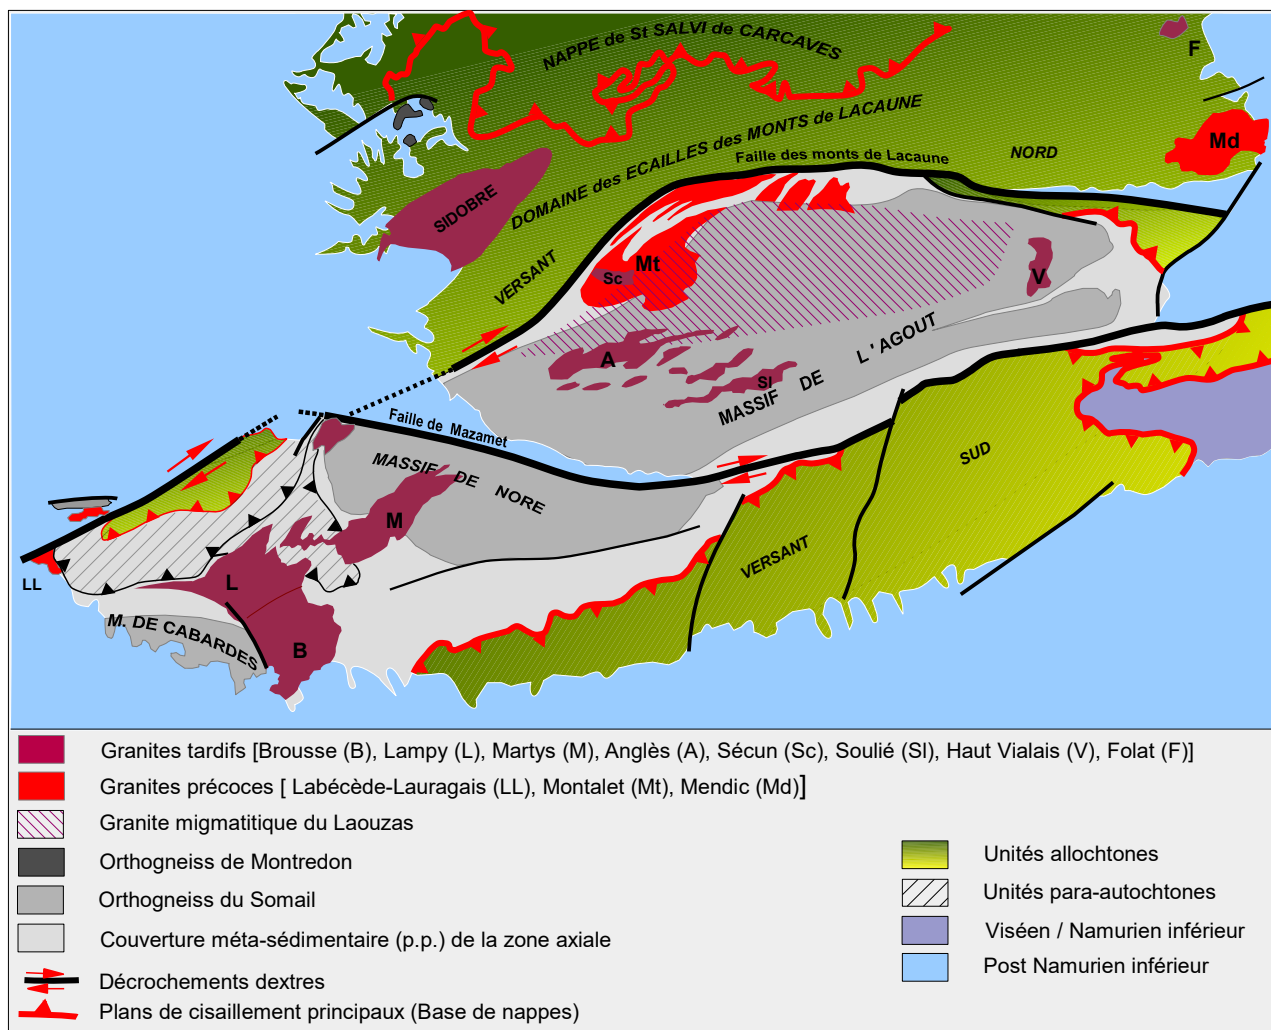 NAPPE de St SALVI de CARCAVES
F
DOMAINE des ECAILLES des MONTS de LACAUNE
Md
NORD
Faille des monts de Lacaune
SIDOBRE
VERSANT
Mt
Sc
V
A
L ' AGOUT
DE
MASSIF
Sl
Faille de Mazamet
MASSIF DE NORE
SUD
M
VERSANT
LL
L
M. DE CABARDES
B
Granites tardifs [Brousse (B), Lampy (L), Martys (M), Anglès (A), Sécun (Sc), Soulié (Sl), Haut Vialais (V), Folat (F)]
Granites précoces [ Labécède-Lauragais (LL), Montalet (Mt), Mendic (Md)]
Granite migmatitique du Laouzas
Orthogneiss de Montredon
Orthogneiss du Somail
Couverture méta-sédimentaire (p.p.) de la zone axiale
Décrochements dextres
Plans de cisaillement principaux (Base de nappes)
Unités allochtones
Unités para-autochtones
Viséen / Namurien inférieur
Post Namurien inférieur